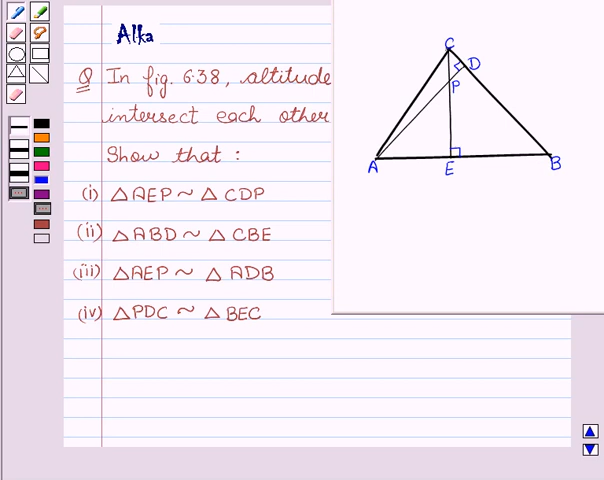 Alka
Q In fig. 6.38, altitude
intersect each other
Show that :
(i) △ AEP ~ △ CDP
(ii) △ ABD ~ △ CBE
(iii) △AEP ~ △ ADB
(iv) △PDC ~ △ BEC
C
D
P
A
E
B